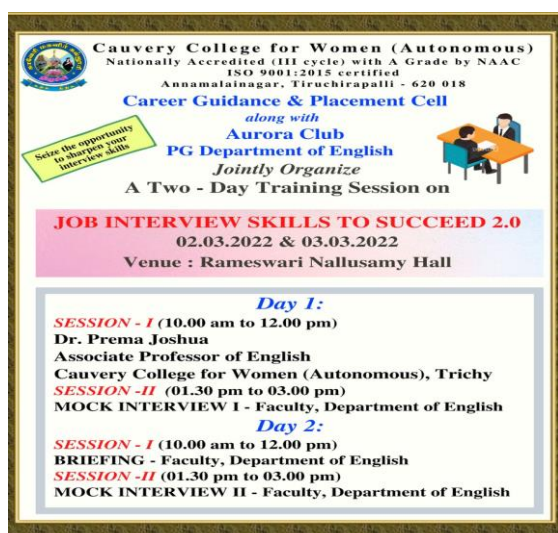 Cauvery College for Women (Autonomous)
Nationally Accredited (III cycle) with A Grade by NAAC
ISO 9001:2015 certified
Annamalainagar, Tiruchirapalli - 620 018
Career Guidance & Placement Cell
along with
Aurora Club
PG Department of English
Seize the opportunity
to sharpen your
interview skills
Jointly Organize
A Two - Day Training Session on
JOB INTERVIEW SKILLS TO SUCCEED 2.0
02.03.2022 & 03.03.2022
Venue : Rameswari Nallusamy Hall
Day 1:
SESSION - I (10.00 am to 12.00 pm)
Dr. Prema Joshua
Associate Professor of English
Cauvery College for Women (Autonomous), Trichy
SESSION -II (01.30 pm to 03.00 pm)
MOCK INTERVIEW I - Faculty, Department of English
Day 2:
SESSION - I (10.00 am to 12.00 pm)
BRIEFING - Faculty, Department of English
SESSION -II (01.30 pm to 03.00 pm)
MOCK INTERVIEW II - Faculty, Department of English